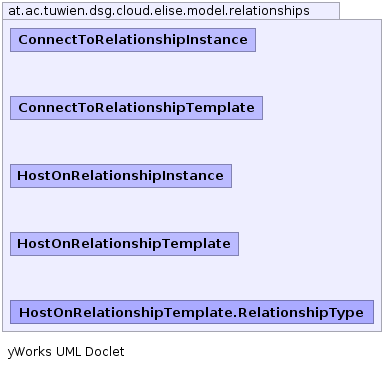 at.ac.tuwien.dsg.cloud.elise.model.relationships
ConnectToRelationshipInstance
ConnectToRelationshipTemplate
HostOnRelationshipInstance
HostOnRelationshipTemplate
HostOnRelationshipTemplate.RelationshipType
yWorks UML Doclet